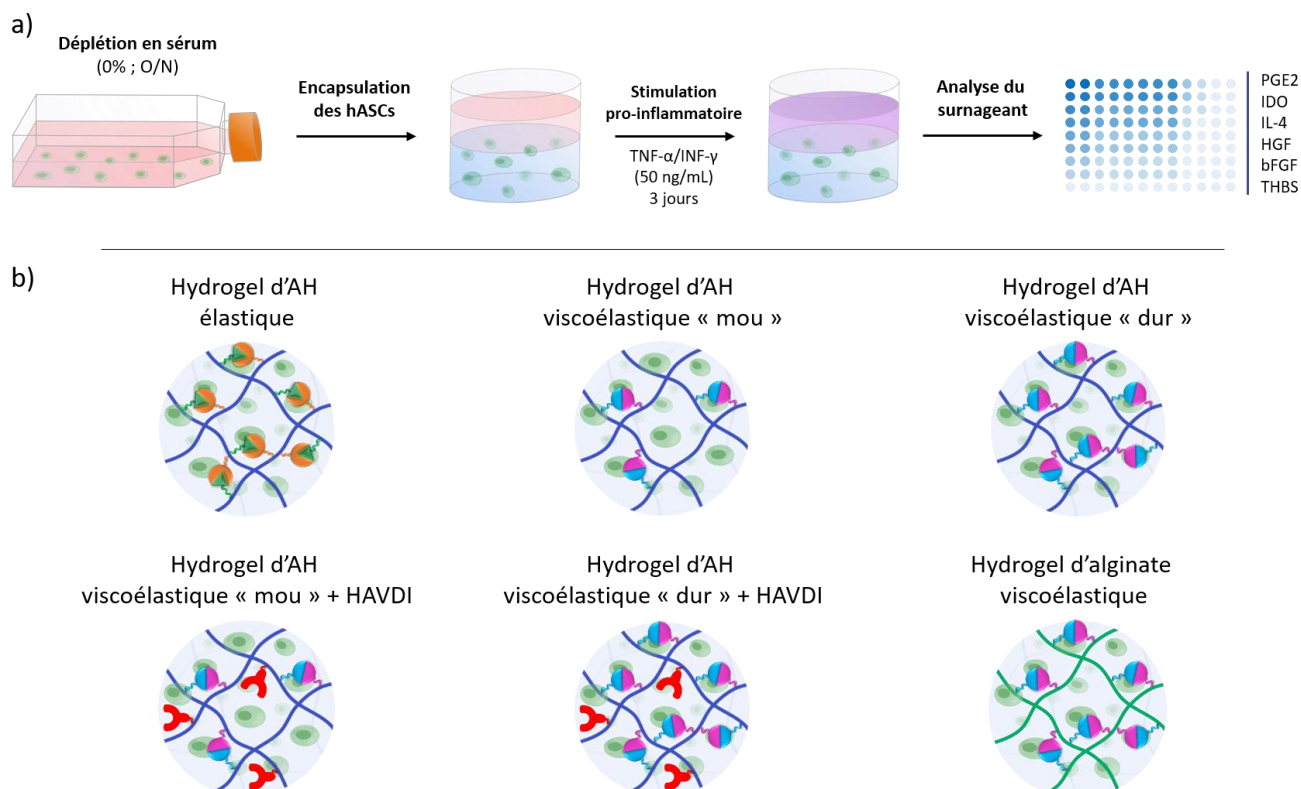 a)
Déplétion en sérum
(0% ; O/N)
Encapsulation
des hASCs
Stimulation
pro-inflammatoire
TNF-α/INF-γ
(50 ng/mL)
3 jours
Analyse du
surnageant
PGE2
IDO
IL-4
HGF
bFGF
THBS
b)
Hydrogel d’AH
élastique
Hydrogel d’AH
viscoélastique « mou »
Hydrogel d’AH
viscoélastique « dur »
Hydrogel d’AH
viscoélastique « mou » + HAVDI
Hydrogel d’AH
viscoélastique « dur » + HAVDI
Hydrogel d’alginate
viscoélastique